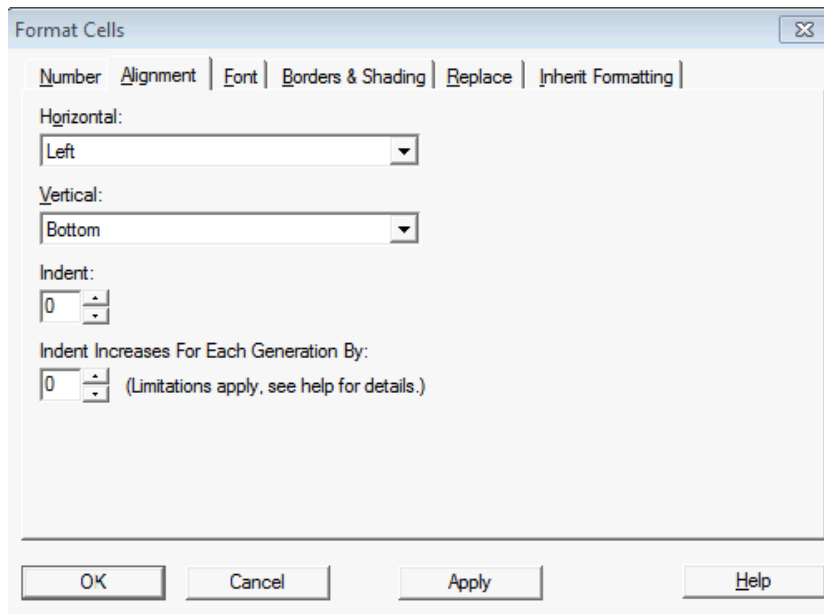 Format Cells
Number Alignment Font Borders & Shading Replace Inherit Formatting
Horizontal:
Left
Vertical:
Bottom
Indent:
0
Indent Increases For Each Generation By:
0 (Limitations apply, see help for details.)
OK Cancel Apply Help